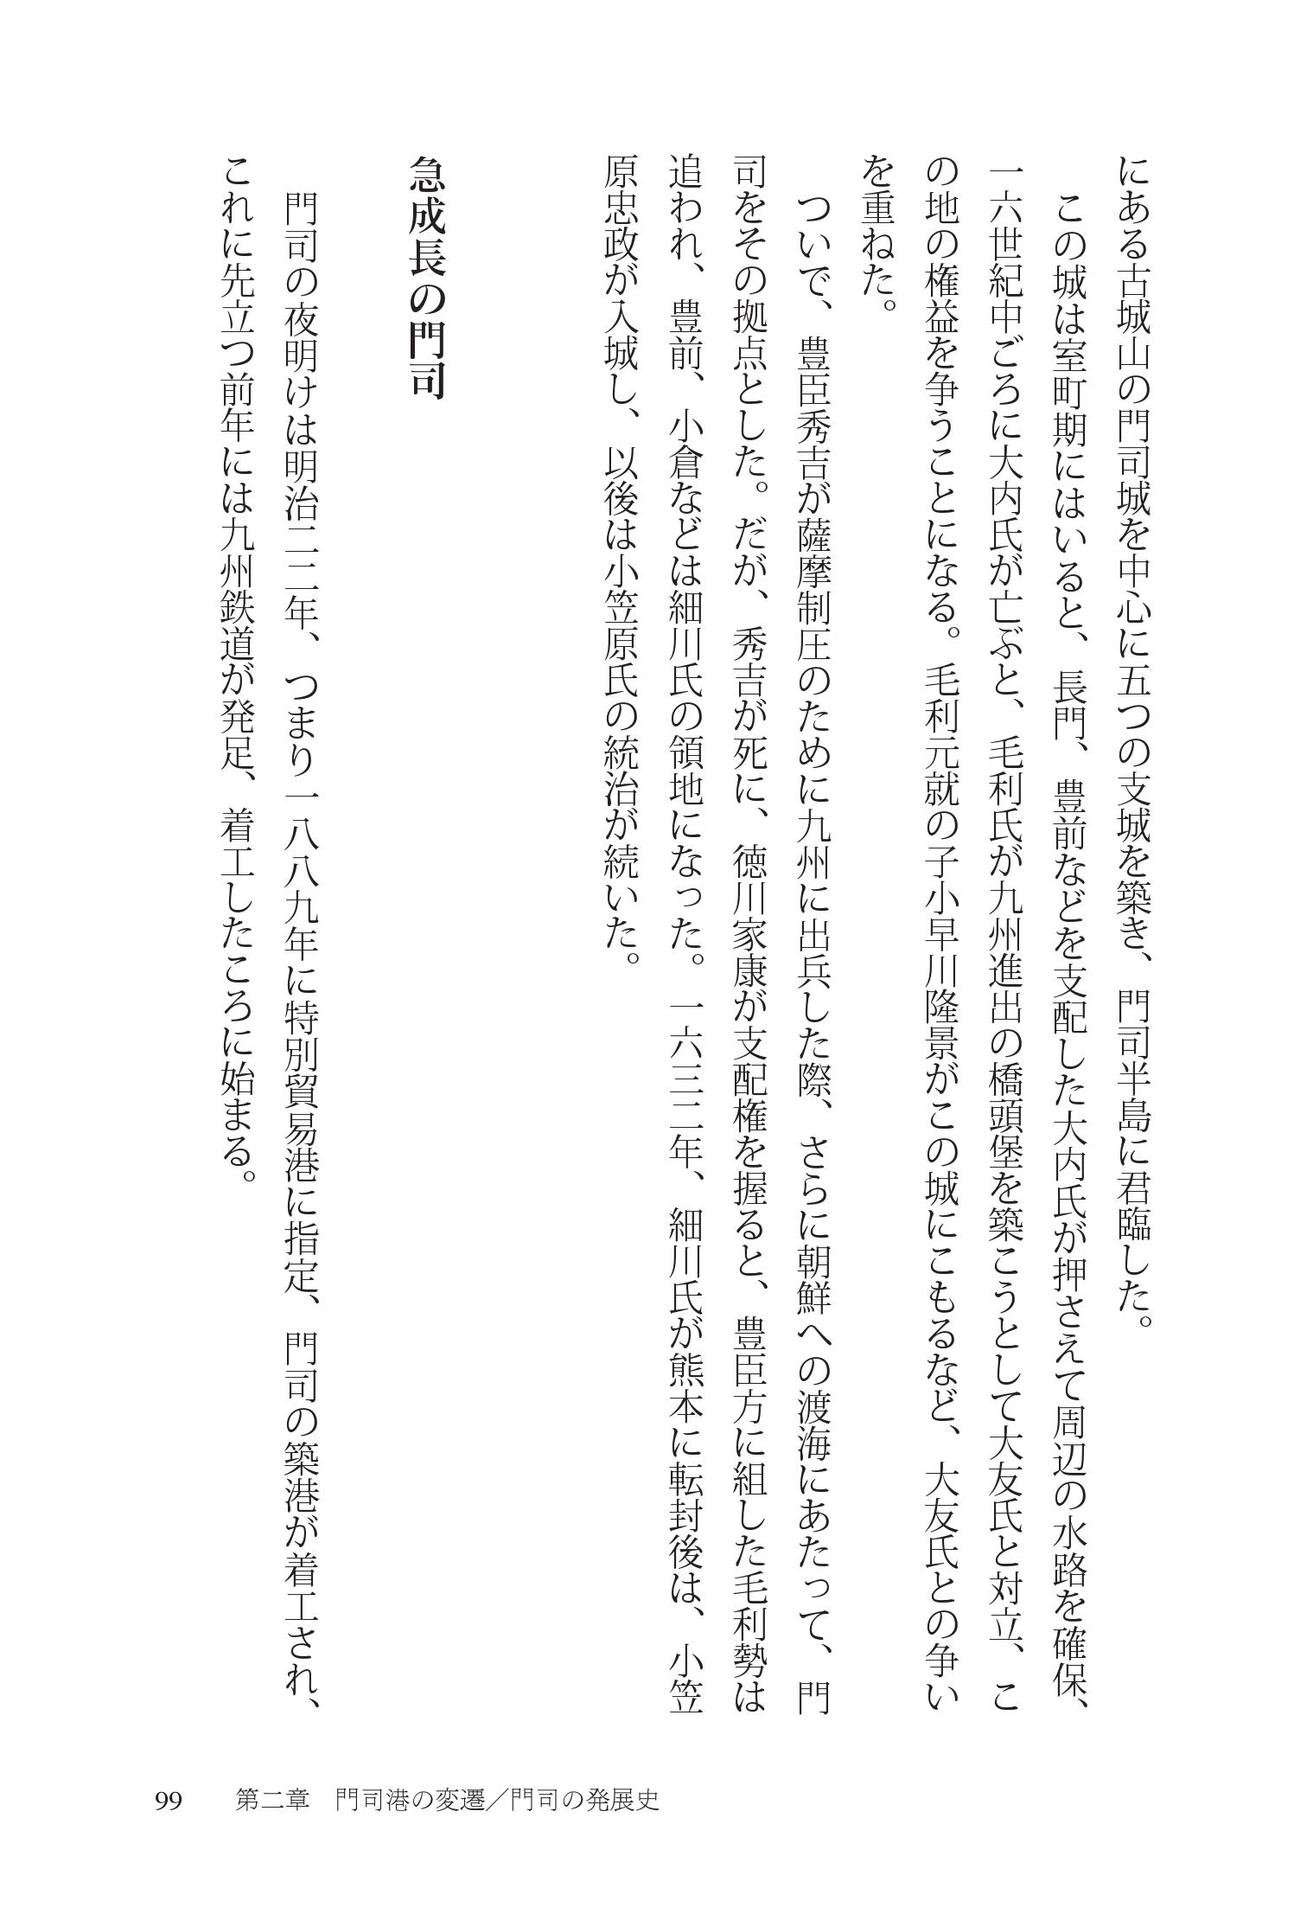 にある古城山の門司城を中心に五つの支城を築き、門司半島に君臨した。
　この城は室町期にはいると、長門、豊前などを支配した大内氏が押さえて周辺の水路を確保、
一六世紀中ごろに大内氏が亡ぶと、毛利氏が九州進出の橋頭堡を築こうとして大友氏と対立、こ
の地の権益を争うことになる。毛利元就の子小早川隆景がこの城にこもるなど、大友氏との争い
を重ねた。
　ついで、豊臣秀吉が薩摩制圧のために九州に出兵した際、さらに朝鮮への渡海にあたって、門
司をその拠点とした。だが、秀吉が死に、徳川家康が支配権を握ると、豊臣方に組した毛利勢は
追われ、豊前、小倉などは細川氏の領地になった。一六三二年、細川氏が熊本に転封後は、小笠
原忠政が入城し、以後は小笠原氏の統治が続いた。
急成長の門司
　門司の夜明けは明治二二年、つまり一八八九年に特別貿易港に指定、門司の築港が着工され、
これに先立つ前年には九州鉄道が発足、着工したころに始まる。
99　第二章　門司港の変遷／門司の発展史